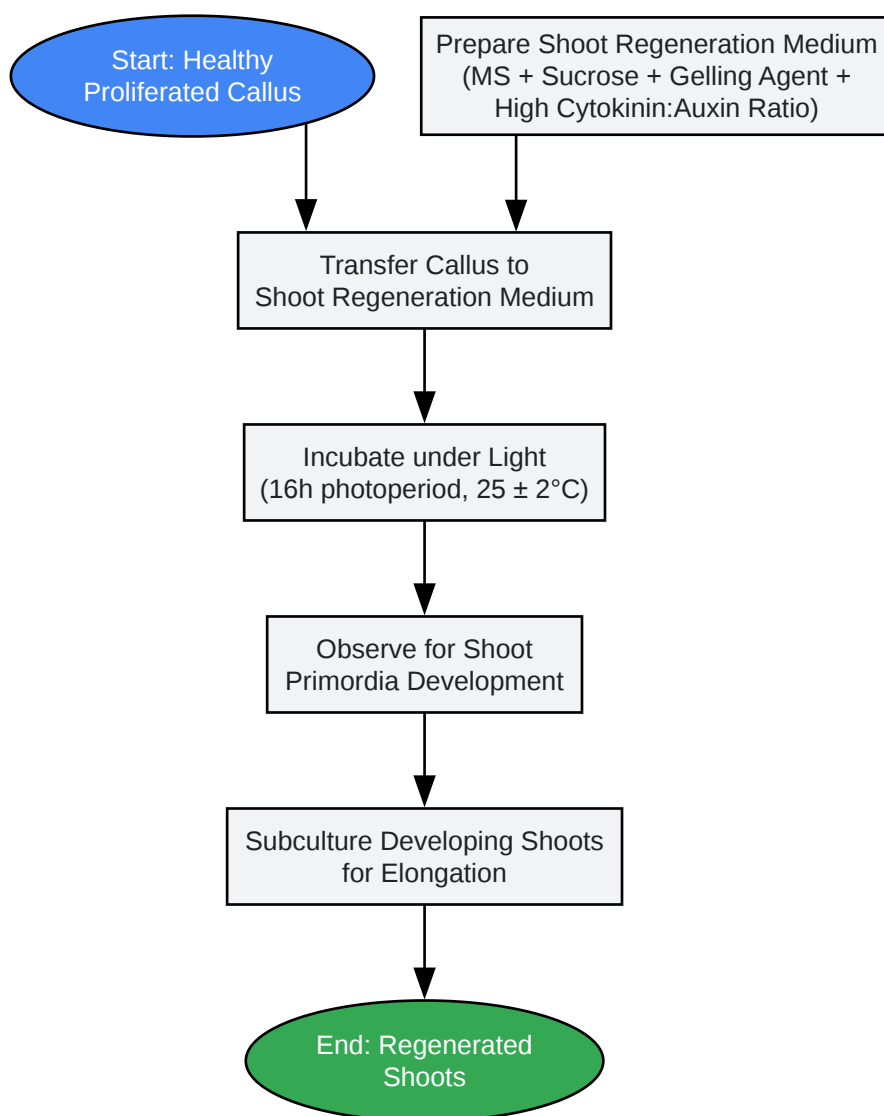 Start: Healthy
Proliferated Callus
Prepare Shoot Regeneration Medium
(MS + Sucrose + Gelling Agent +
High Cytokinin:Auxin Ratio)
Transfer Callus to
Shoot Regeneration Medium
Incubate under Light
(16h photoperiod, 25 ± 2°C)
Observe for Shoot
Primordia Development
Subculture Developing Shoots
for Elongation
End: Regenerated
Shoots